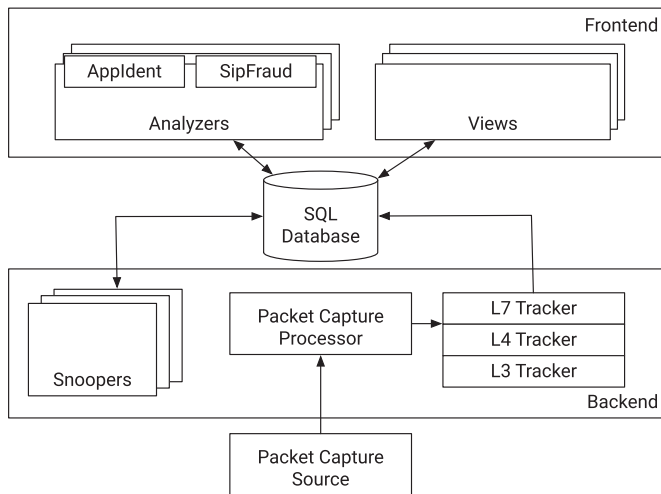 Frontend
AppIdent
SipFraud
Analyzers
Views
SQL
Database
Packet Capture
Processor
L7 Tracker
L4 Tracker
L3 Tracker
Snoopers
Backend
Packet Capture
Source